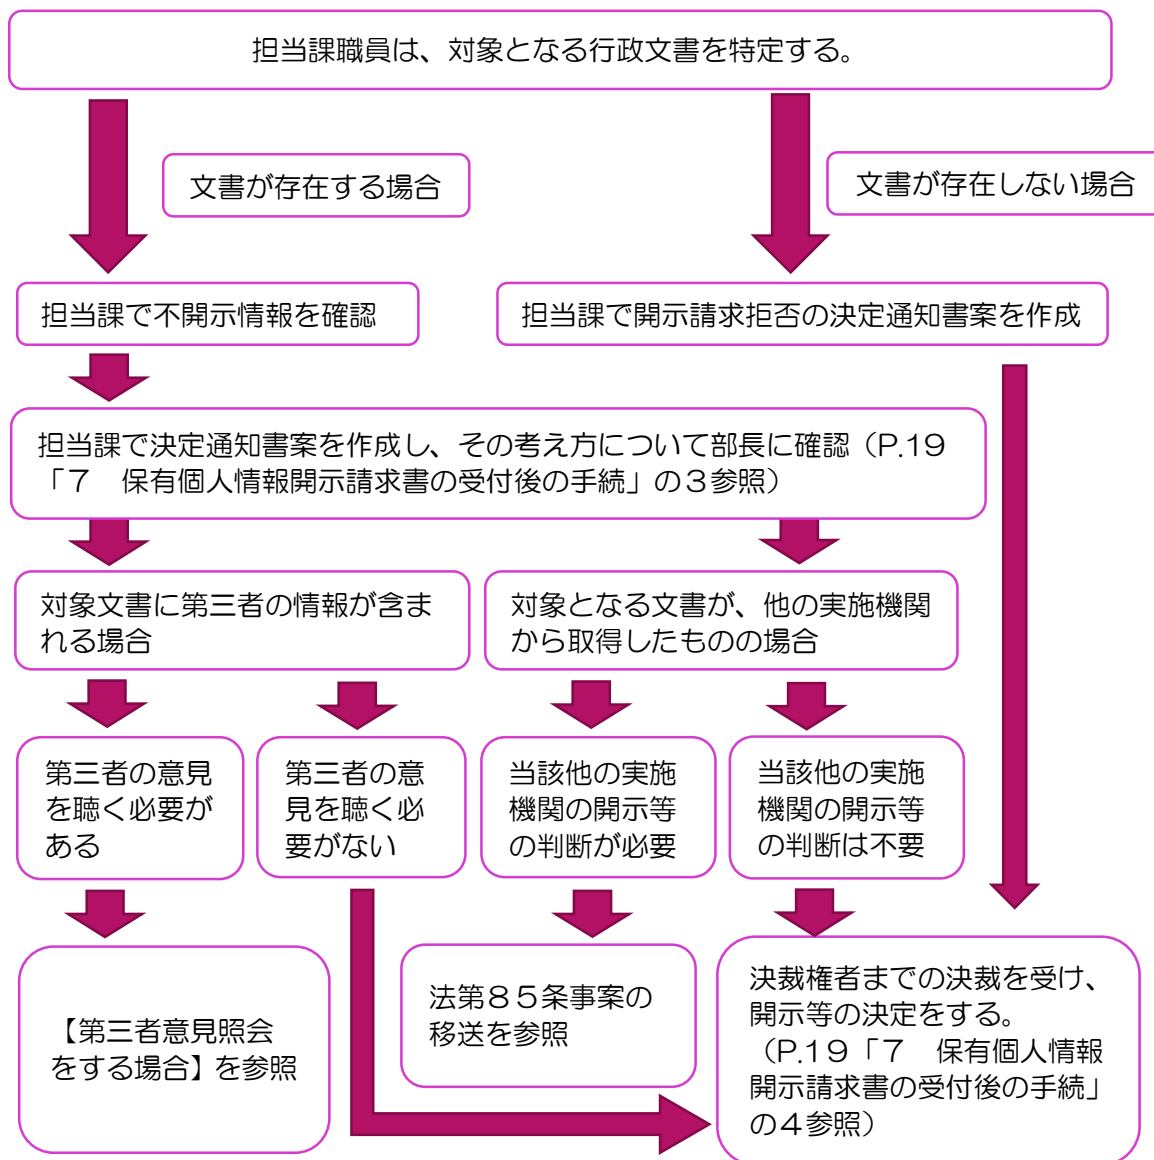 担当課職員は、対象となる行政文書を特定する。
文書が存在する場合
文書が存在しない場合
担当課で不開示情報を確認
担当課で開示請求拒否の決定通知書案を作成
担当課で決定通知書案を作成し、その考え方について部長に確認（P.19
「７　保有個人情報開示請求書の受付後の手続」の３参照）
対象文書に第三者の情報が含ま
れる場合
対象となる文書が、他の実施機関
から取得したものの場合
第三者の意見
を聴く必要が
ある
第三者の意
見を聴く必
要がない
当該他の実施
機関の開示等
の判断が必要
当該他の実施
機関の開示等
の判断は不要
【第三者意見照会
をする場合】を参照
法第８５条事案の
移送を参照
決裁権者までの決裁を受け、
開示等の決定をする。
（P.19「７　保有個人情報
開示請求書の受付後の手続」
の４参照）